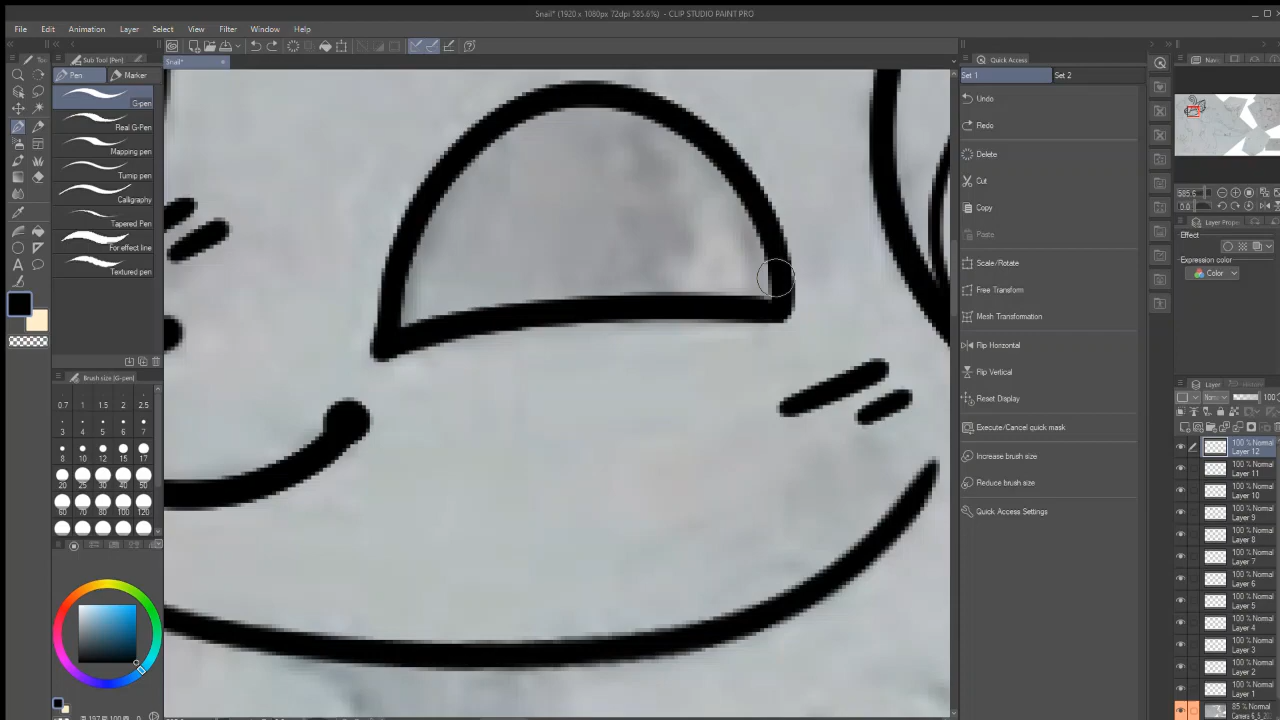 Snail* (1920 x 1080px 72dpi 585.6%) - CLIP STUDIO PAINT PRO
File Edit Animation Layer Select View Filter Window Help
Sub Tool (Pen)
Quick Access
Snail*
Pen Marker
Set 1 Set 2
G-pen
Real G-Pen
Mapping pen
Turnip pen
Calligraphy
Tapered Pen
For effect line
Textured pen
Undo
Redo
Delete
Cut
Copy
Paste
Scale/Rotate
Free Transform
Mesh Transformation
Flip Horizontal
Flip Vertical
Reset Display
Execute/Cancel quick mask
Increase brush size
Reduce brush size
Quick Access Settings
585.6
0.0
Effect
Expression color
Color
Layer
100
100 % Normal
Layer 12
100 % Normal
Layer 11
100 % Normal
Layer 10
100 % Normal
Layer 9
100 % Normal
Layer 8
100 % Normal
Layer 7
100 % Normal
Layer 6
100 % Normal
Layer 5
100 % Normal
Layer 4
100 % Normal
Layer 3
100 % Normal
Layer 2
100 % Normal
Layer 1
85 % Normal
Brush size (G-pen)
0.7 1 1.5 2 2.5
3 4 5 6 7
8 10 12 15 17
20 25 30 40 50
60 70 80 100 120